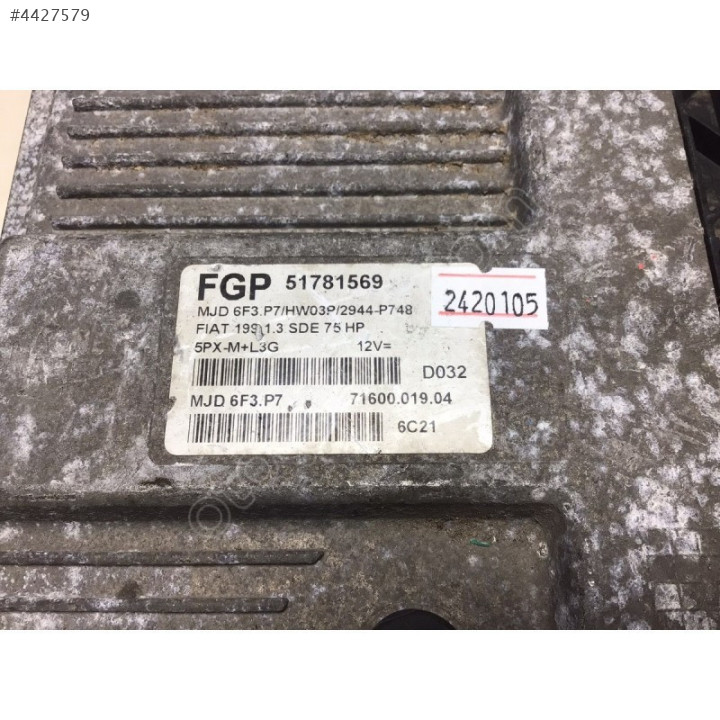 #4427579
FGP 51781569
2420105
MJD 6F3.P7/HW03P/2944-P748
FIAT 199 1.3 SDE 75 HP
5PX-M+L3G 12V=
D032
MJD 6F3.P7 71600.019.04
6C21